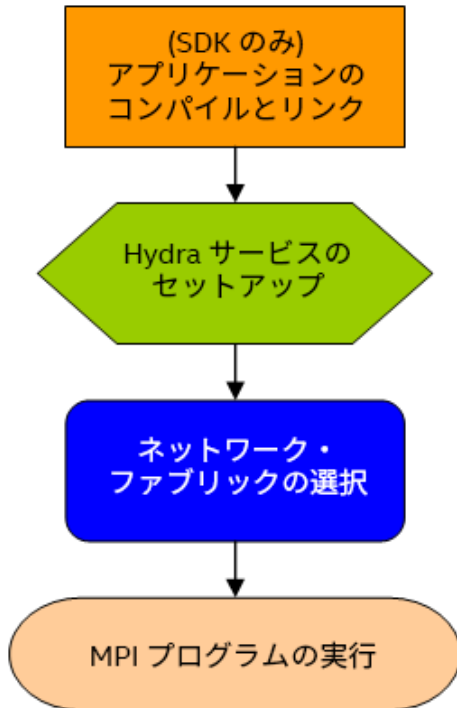 (SDK のみ)
アプリケーションの
コンパイルとリンク
Hydra サービスの
セットアップ
ネットワーク・
ファブリックの選択
MPI プログラムの実行